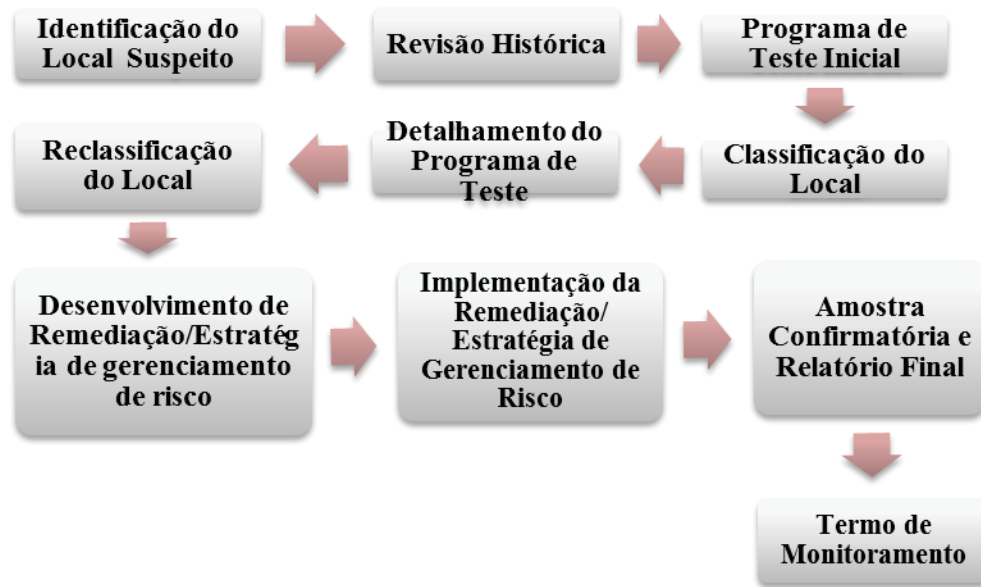 Identificação do
Local Suspeito
Revisão Histórica
Programa de
Teste Inicial
Classificação do
Local
Detalhamento do
Programa de
Teste
Reclassificação
do Local
Desenvolvimento de
Remediação/Estratég
ia de gerenciamento
de risco
Implementação da
Remediação/
Estratégia de
Gerenciamento de
Risco
Amostra
Confirmatória e
Relatório Final
Termo de
Monitoramento